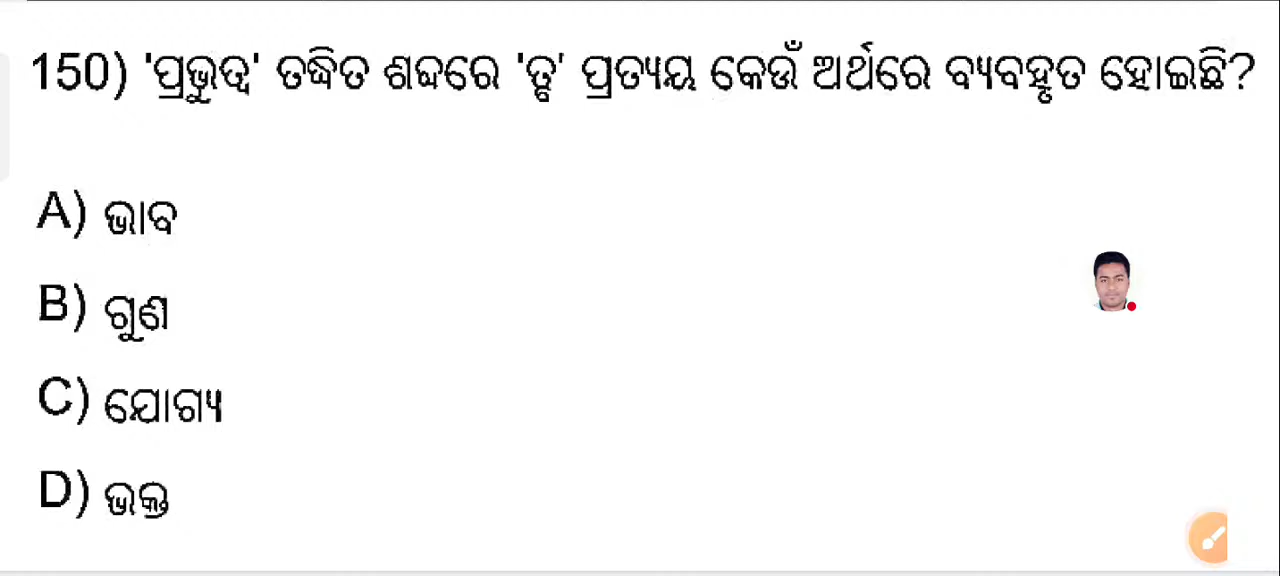 150) 'ପ୍ରଭୁତ୍ୱ' ତଦ୍ଧିତ ଶବ୍ଦରେ 'ତ୍ବ' ପ୍ରତ୍ୟୟ କେଉଁ ଅର୍ଥରେ ବ୍ୟବହୃତ ହୋଇଛି?
A) ଭାବ
B) ଗୁଣ
C) ଯୋଗ୍ୟ
D) ଭକ୍ତ